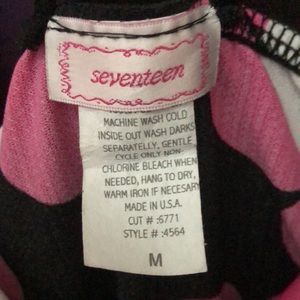 seventeen
MACHINE WASH COLD
INSIDE OUT WASH DARKS
SEPARATELLY, GENTLE
CYCLE ONLY NON-
CHLORINE BLEACH WHEN
NEEDED, HANG TO DRY,
WARM IRON IF NECESARY
MADE IN U.S.A.
CUT # :6771
STYLE # :4564
M